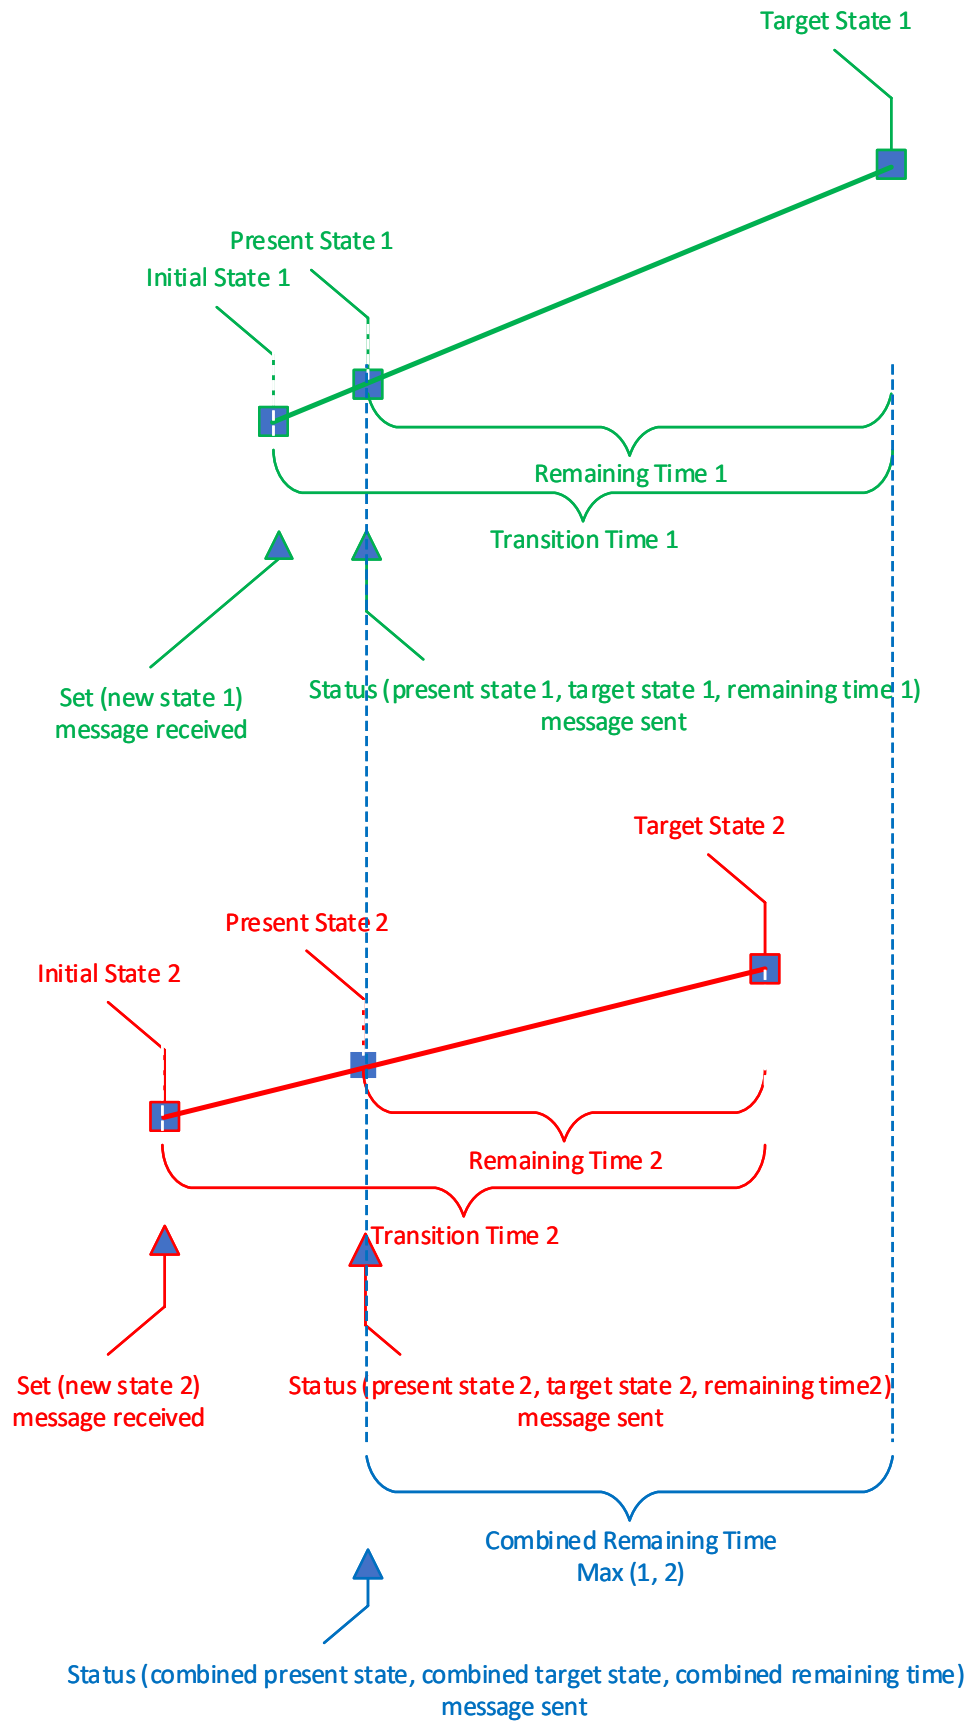 Target State 1
Present State 1
Initial State 1
Remaining Time 1
Transition Time 1
Set (new state 1)
message received
Status (present state 1, target state 1, remaining time 1)
message sent
Target State 2
Present State 2
Initial State 2
Remaining Time 2
Transition Time 2
Set (new state 2)
message received
Status (present state 2, target state 2, remaining time2)
message sent
Combined Remaining Time
Max (1, 2)
Status (combined present state, combined target state, combined remaining time)
message sent